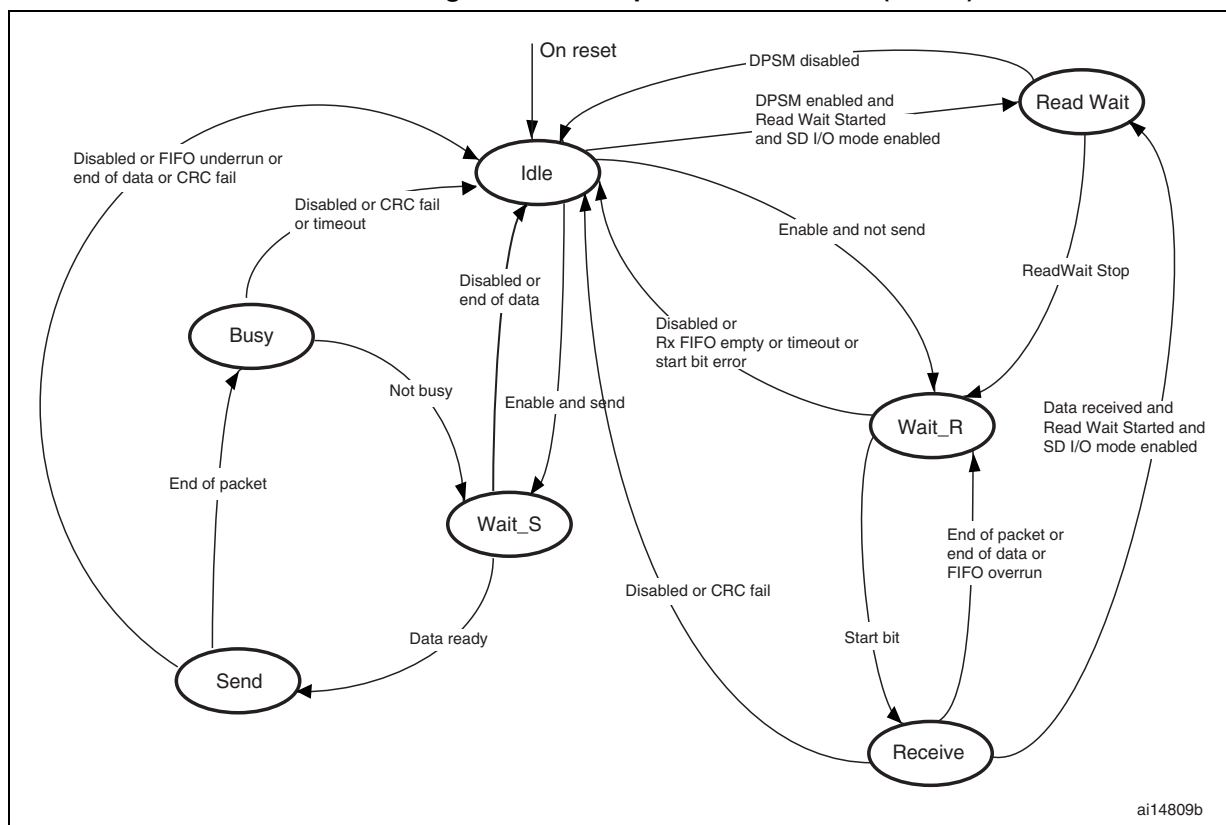 On reset
DPSM disabled
Read Wait
DPSM enabled and
Read Wait Started
and SD I/O mode enabled
Disabled or FIFO underrun or
end of data or CRC fail
Idle
Disabled or CRC fail
or timeout
Enable and not send
ReadWait Stop
Disabled or
end of data
Disabled or
Rx FIFO empty or timeout or
start bit error
Busy
Not busy
Enable and send
Wait_R
Data received and
Read Wait Started and
SD I/O mode enabled
End of packet
Wait_S
End of packet or
end of data or
FIFO overrun
Disabled or CRC fail
Data ready
Start bit
Send
Receive
ai14809b